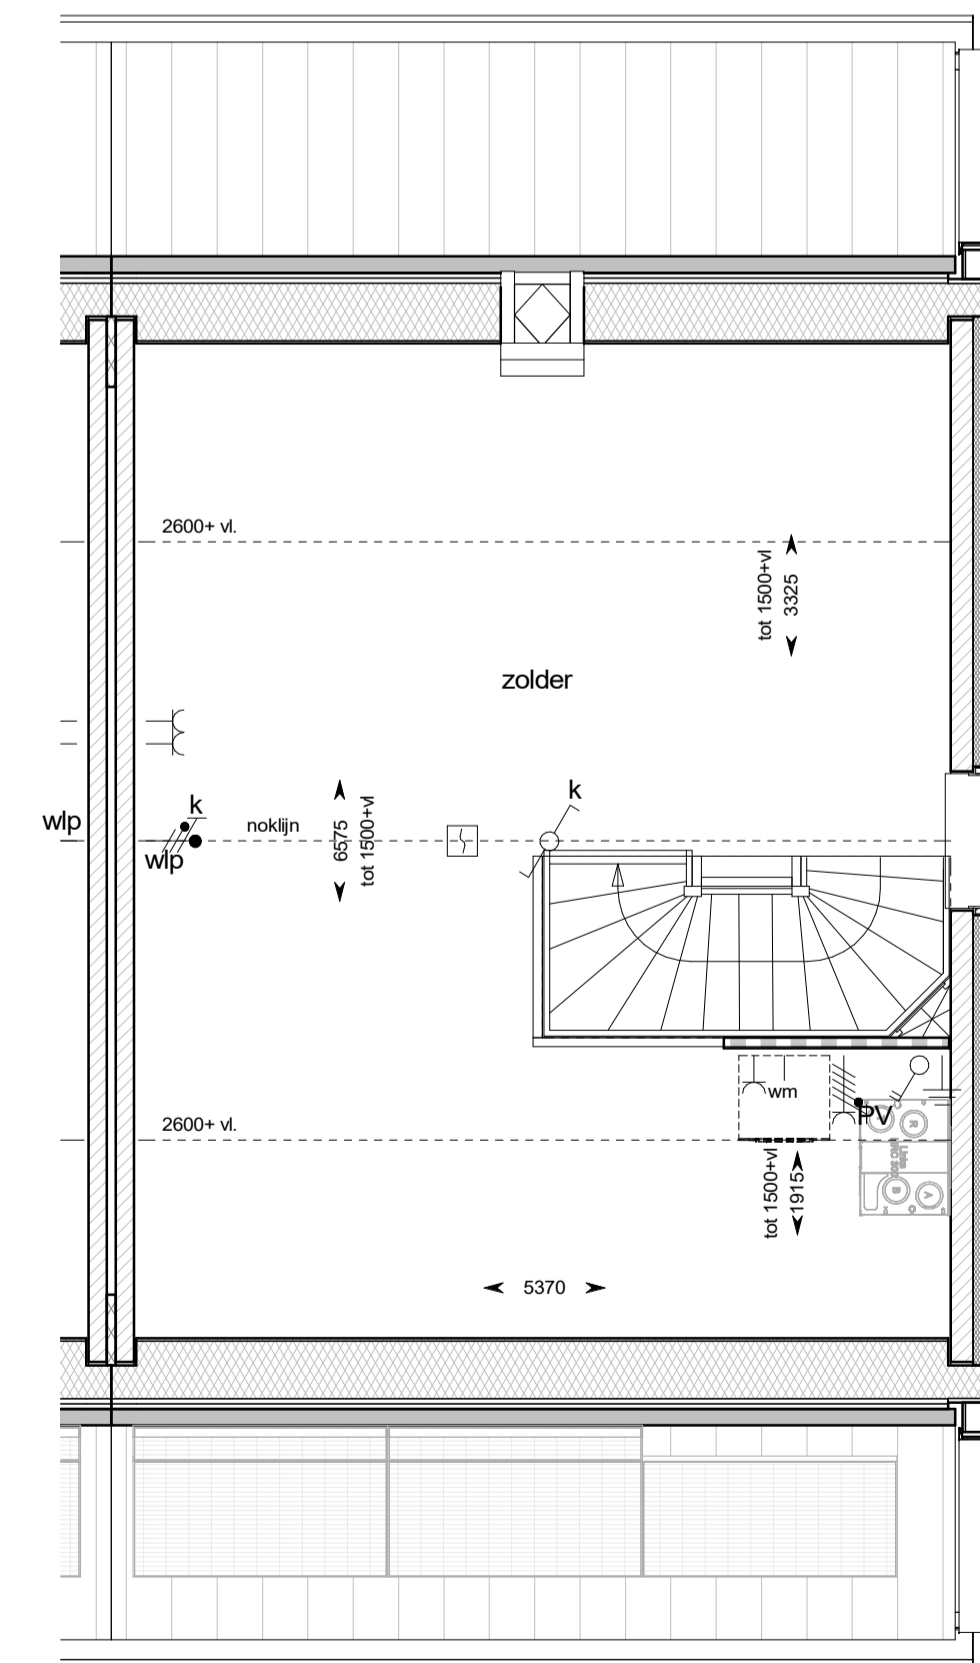 2600+ vl.
tot 1500+vl
3325
zolder
k
k
wlp
noklijn
6575
tot 1500+vl
wlp
wm
PV
R
2600+ vl.
tot 1500+vl
1915
Links
B
A
5370